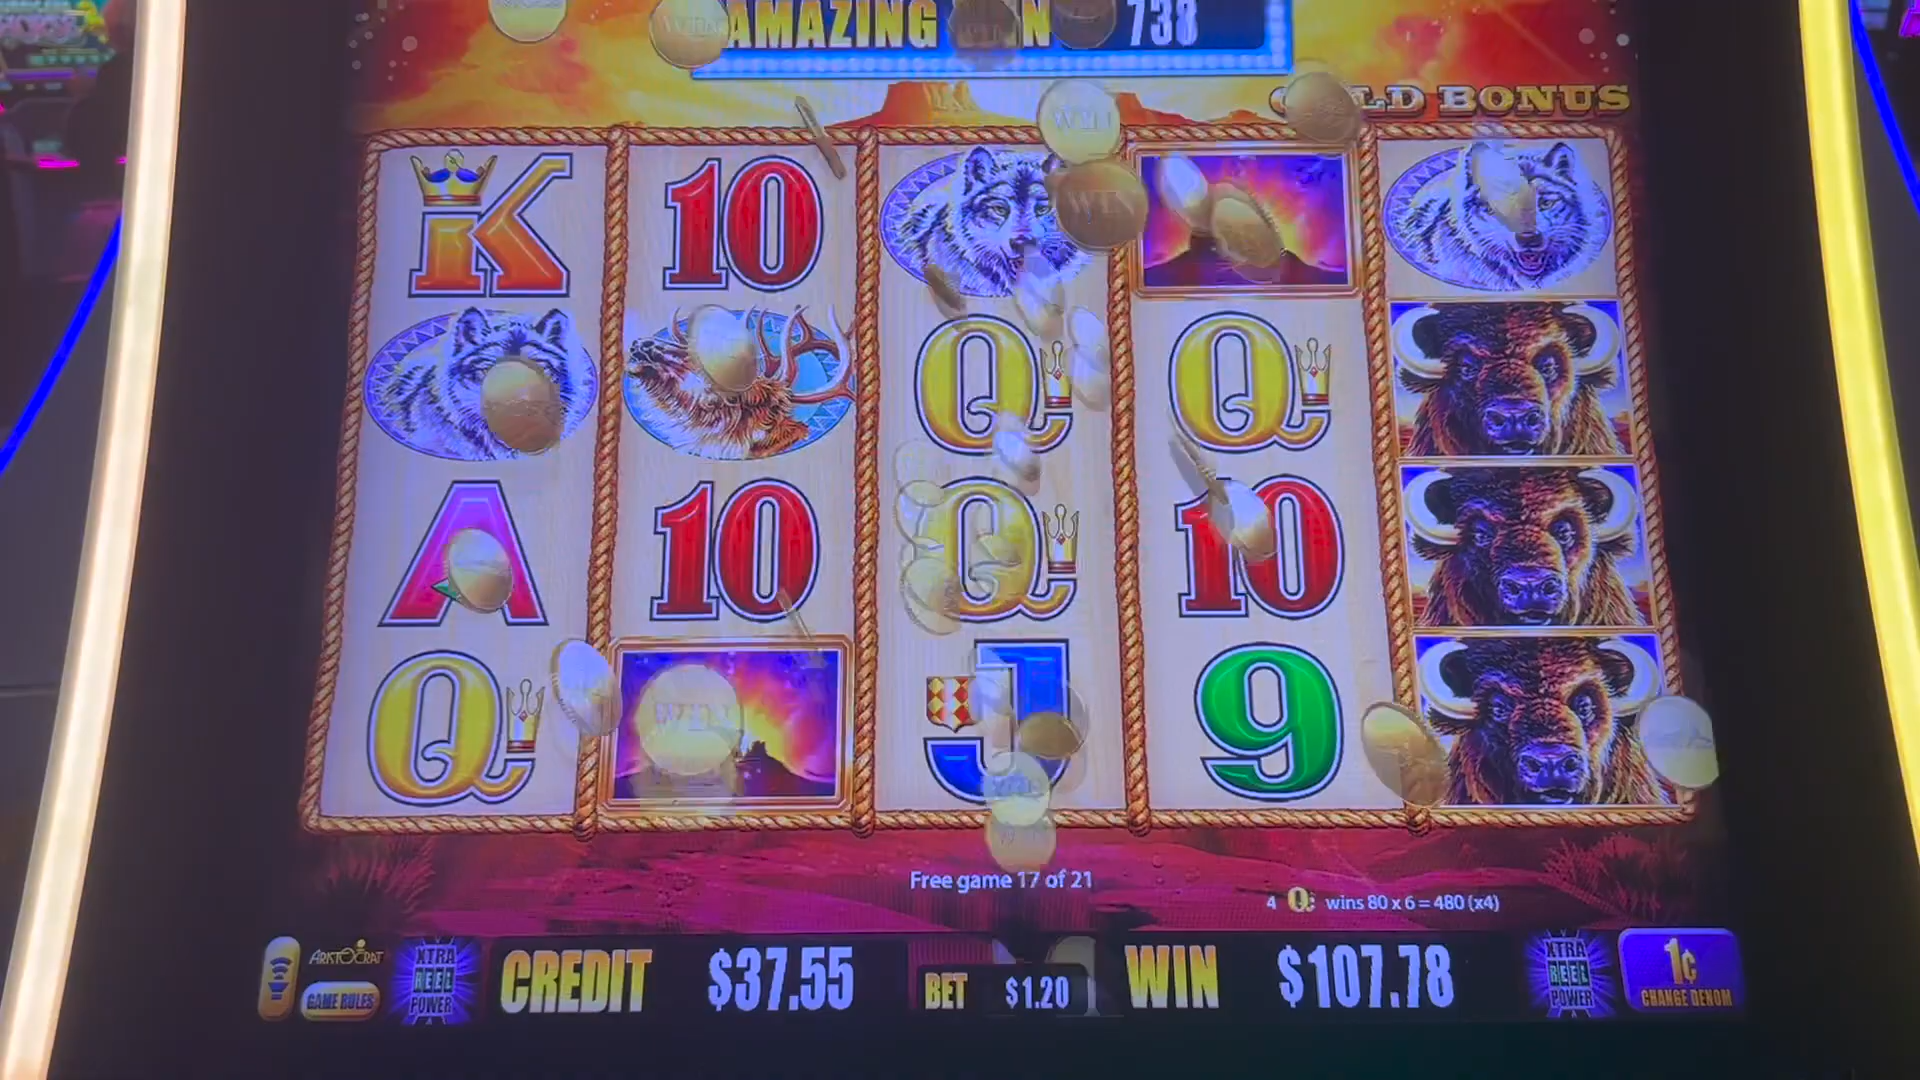 AMAZING 738
LD BONUS
K 10
Q Q
A 10 Q 10
Q J 9
WIN
Free game 17 of 21
4 Q wins 80 x 6 = 480 (x4)
ARISTOCRAT
GAME RULES
XTRA REEL POWER
CREDIT $37.55
BET $1.20
WIN $107.78
XTRA REEL POWER
1¢
CHANGE DENOM